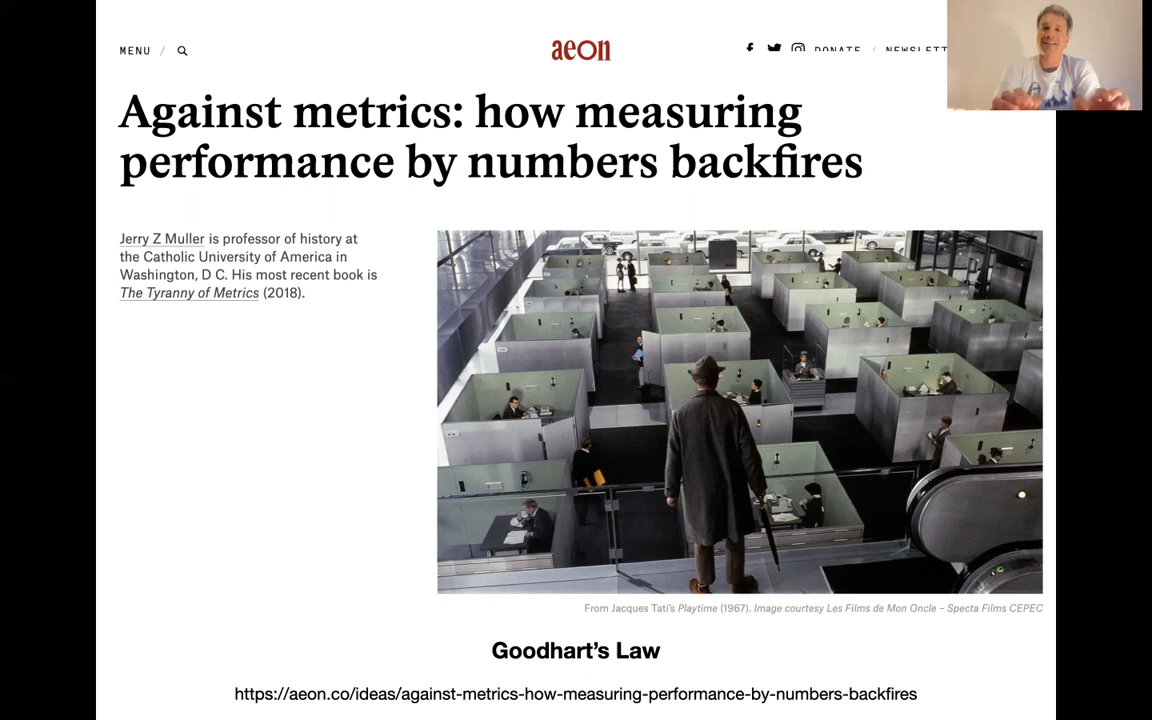 MENU / 
aeon
DONATE / NEWSLETT
Against metrics: how measuring
performance by numbers backfires
Jerry Z Muller is professor of history at
the Catholic University of America in
Washington, D C. His most recent book is
The Tyranny of Metrics (2018).
From Jacques Tati's Playtime (1967). Image courtesy Les Films de Mon Oncle – Specta Films CEPEC
Goodhart's Law
https://aeon.co/ideas/against-metrics-how-measuring-performance-by-numbers-backfires